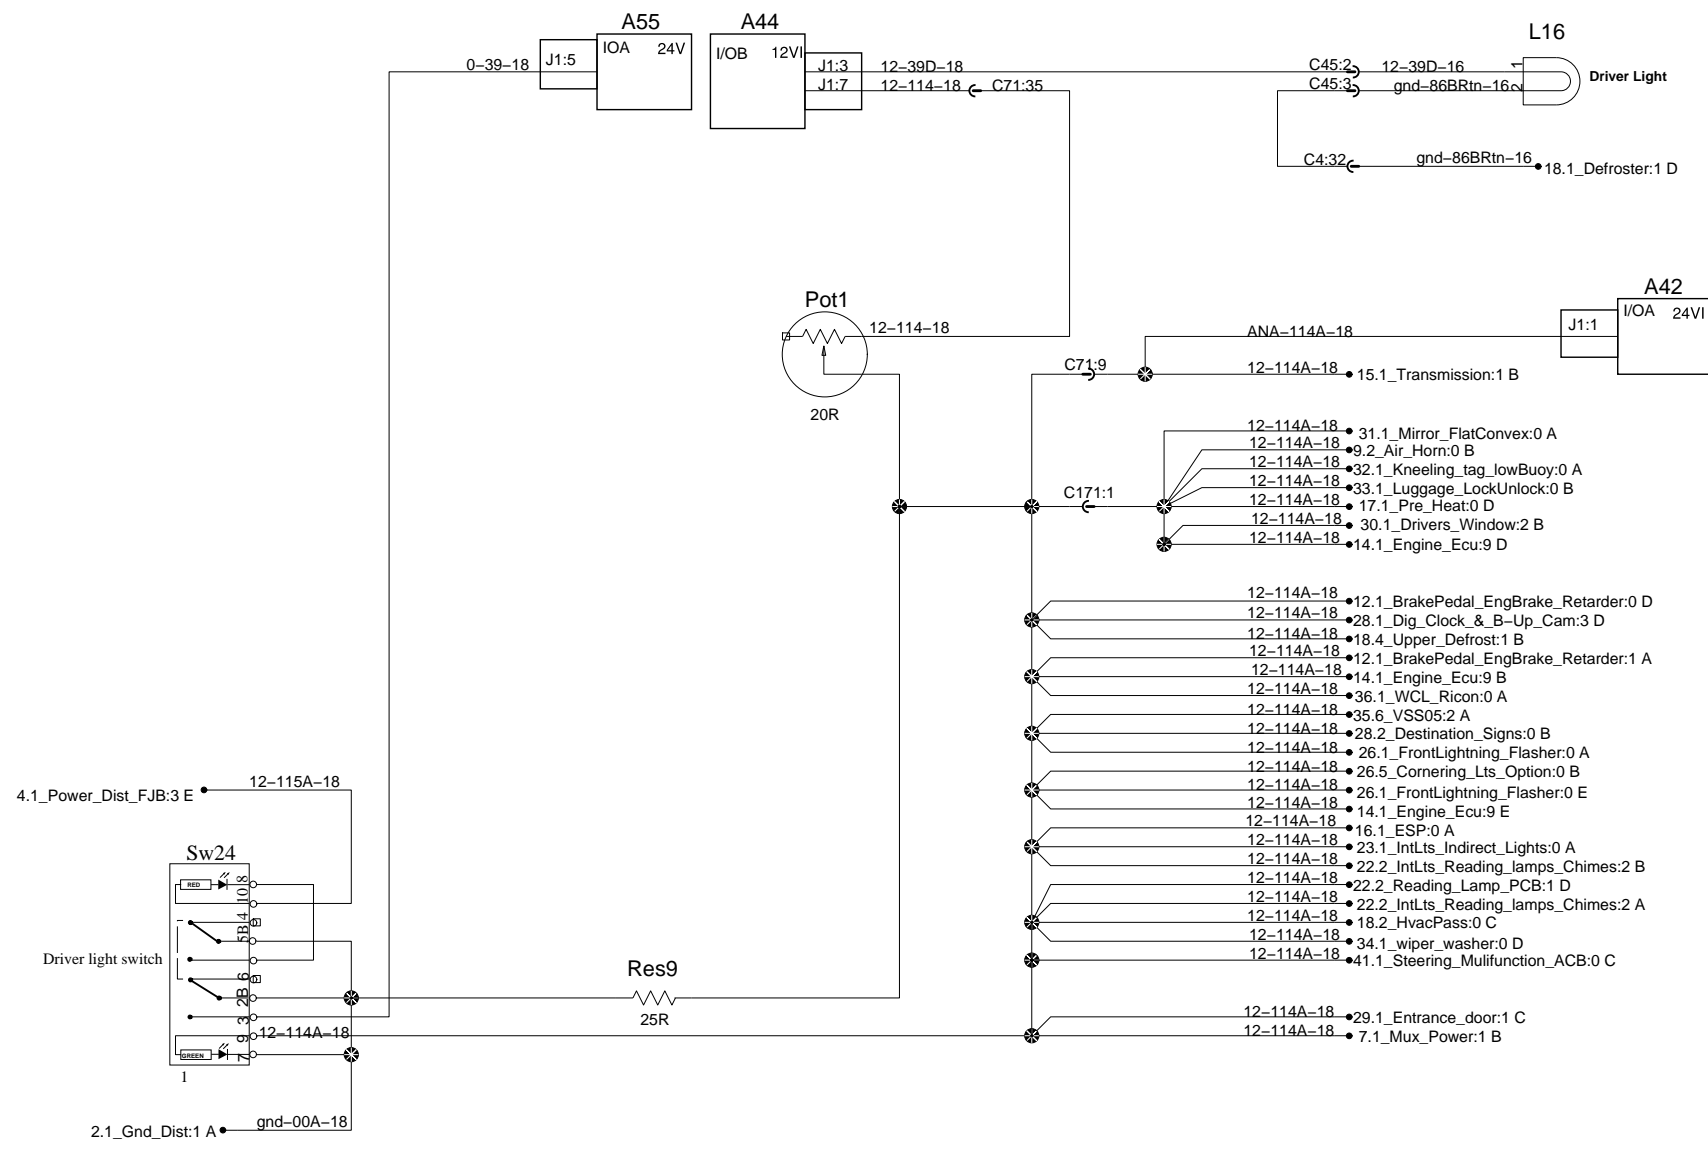 A55
A44
L16
IOA 24V
I/OB 12VI
J1:5
J1:3
J1:7
0-39-18
12-39D-18
12-114-18
C71:35
C45:2
C45:3
12-39D-16
gnd-86BRtn-16
1
2
Driver Light
C4:32
gnd-86BRtn-16
18.1_Defroster:1 D
Pot1
12-114-18
20R
A42
I/OA 24VI
J1:1
ANA-114A-18
C71:9
12-114A-18
15.1_Transmission:1 B
12-114A-18 31.1_Mirror_FlatConvex:0 A
12-114A-18 9.2_Air_Horn:0 B
12-114A-18 32.1_Kneeling_tag_lowBuoy:0 A
12-114A-18 33.1_Luggage_LockUnlock:0 B
C171:1
12-114A-18 17.1_Pre_Heat:0 D
12-114A-18 30.1_Drivers_Window:2 B
12-114A-18 14.1_Engine_Ecu:9 D
12-114A-18 12.1_BrakePedal_EngBrake_Retarder:0 D
12-114A-18 28.1_Dig_Clock_&_B-Up_Cam:3 D
12-114A-18 18.4_Upper_Defrost:1 B
12-114A-18 12.1_BrakePedal_EngBrake_Retarder:1 A
12-114A-18 14.1_Engine_Ecu:9 B
12-114A-18 36.1_WCL_Ricon:0 A
12-114A-18 35.6_VSS05:2 A
12-114A-18 28.2_Destination_Signs:0 B
12-114A-18 26.1_FrontLightning_Flasher:0 A
12-114A-18 26.5_Cornering_Lts_Option:0 B
12-114A-18 26.1_FrontLightning_Flasher:0 E
12-114A-18 14.1_Engine_Ecu:9 E
12-114A-18 16.1_ESP:0 A
12-114A-18 23.1_IntLts_Indirect_Lights:0 A
12-114A-18 22.2_IntLts_Reading_lamps_Chimes:2 B
12-114A-18 22.2_Reading_Lamp_PCB:1 D
12-114A-18 22.2_IntLts_Reading_lamps_Chimes:2 A
12-114A-18 18.2_HvacPass:0 C
12-114A-18 34.1_wiper_washer:0 D
12-114A-18 41.1_Steering_Mulifunction_ACB:0 C
12-114A-18 29.1_Entrance_door:1 C
12-114A-18 7.1_Mux_Power:1 B
12-115A-18
4.1_Power_Dist_FJB:3 E
Sw24
RED
8
10
4
5B
Driver light switch
6
2B
3
9
7
GREEN
1
12-114A-18
Res9
25R
gnd-00A-18
2.1_Gnd_Dist:1 A